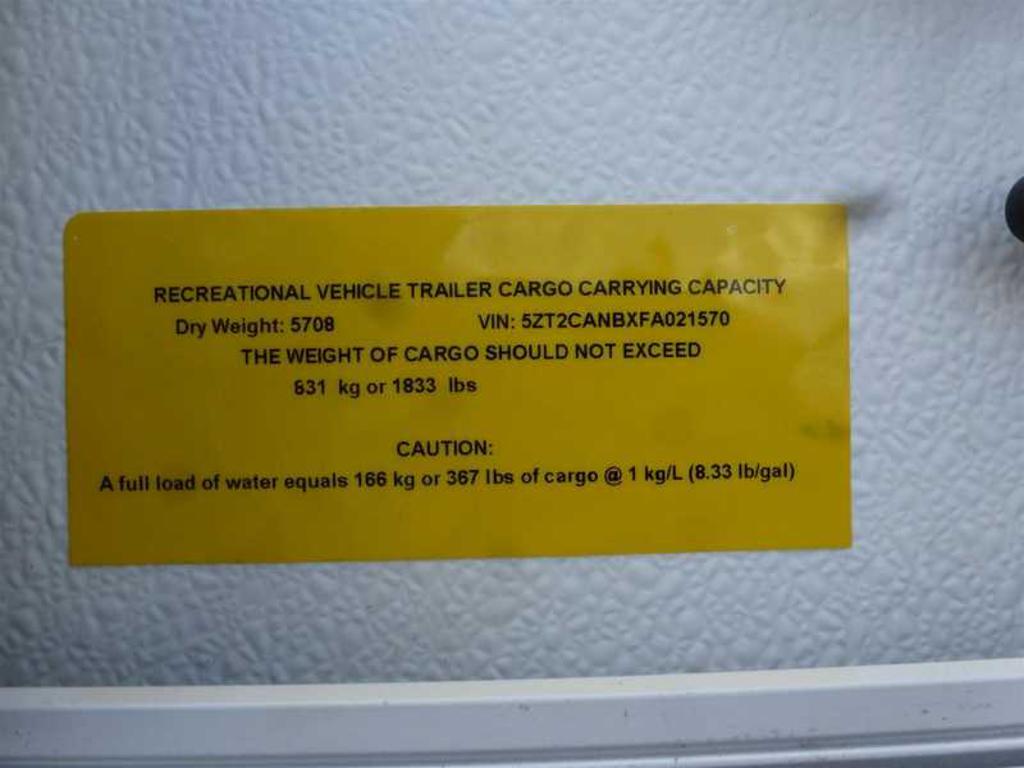 RECREATIONAL VEHICLE TRAILER CARGO CARRYING CAPACITY
Dry Weight: 5708 VIN: 5ZT2CANBXFA021570
THE WEIGHT OF CARGO SHOULD NOT EXCEED
831 kg or 1833 lbs
CAUTION:
A full load of water equals 166 kg or 367 lbs of cargo @ 1 kg/L (8.33 lb/gal)